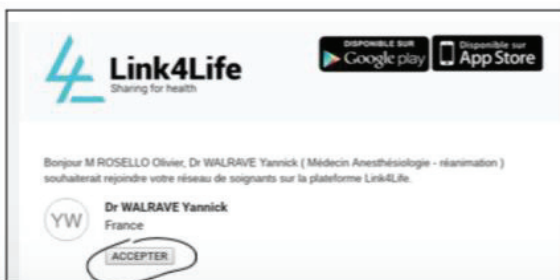 Link4Life
Sharing for health
DISPONIBLE SUR
Google play
Disponible sur
App Store
Bonjour M ROSELLO Olivier, Dr WALRAVE Yannick ( Médecin Anesthésiologie - réanimation )
souhaiterait rejoindre votre réseau de soignants sur la plateforme Link4Life.
YW
Dr WALRAVE Yannick
France
ACCEPTER